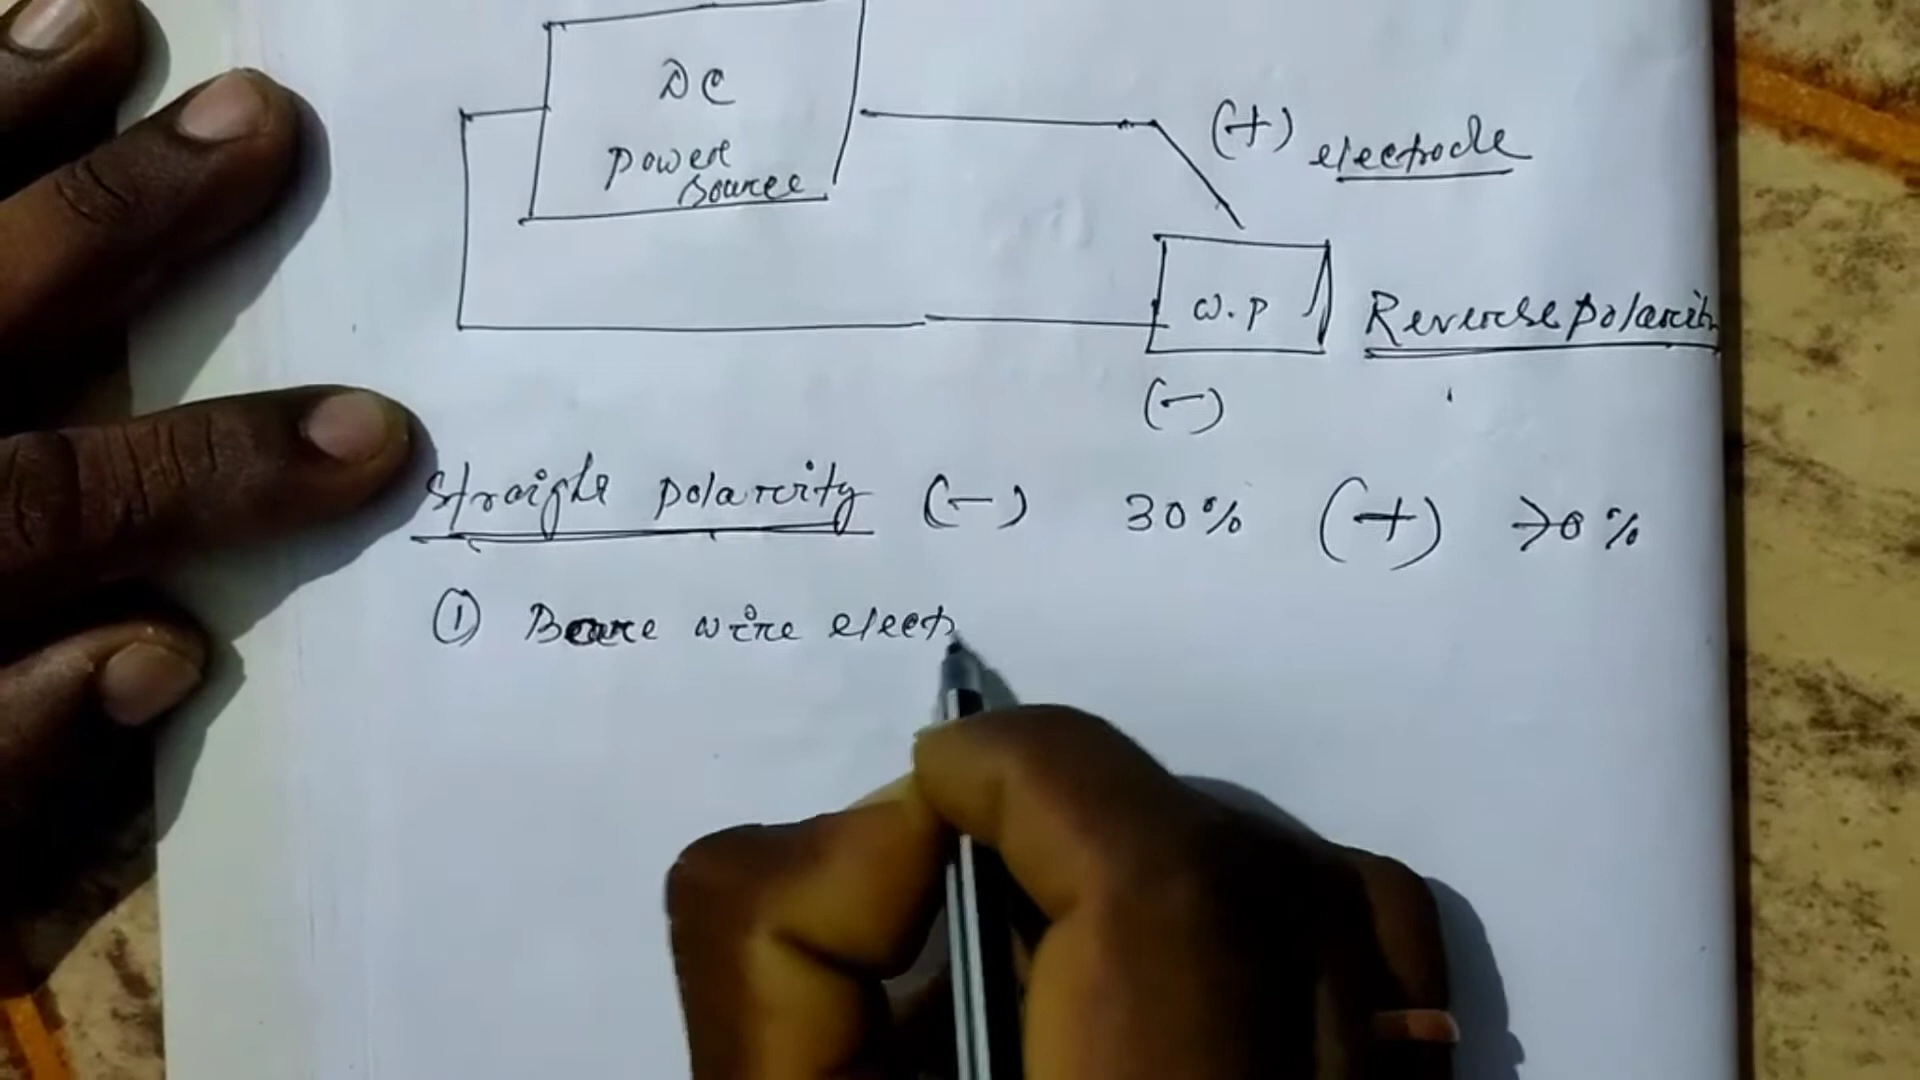 DC
power
source
(+) electrode
W.P
Reverse polarity
(-)
straight polarity (-) 30% (+) 70%
① Bare wire elect